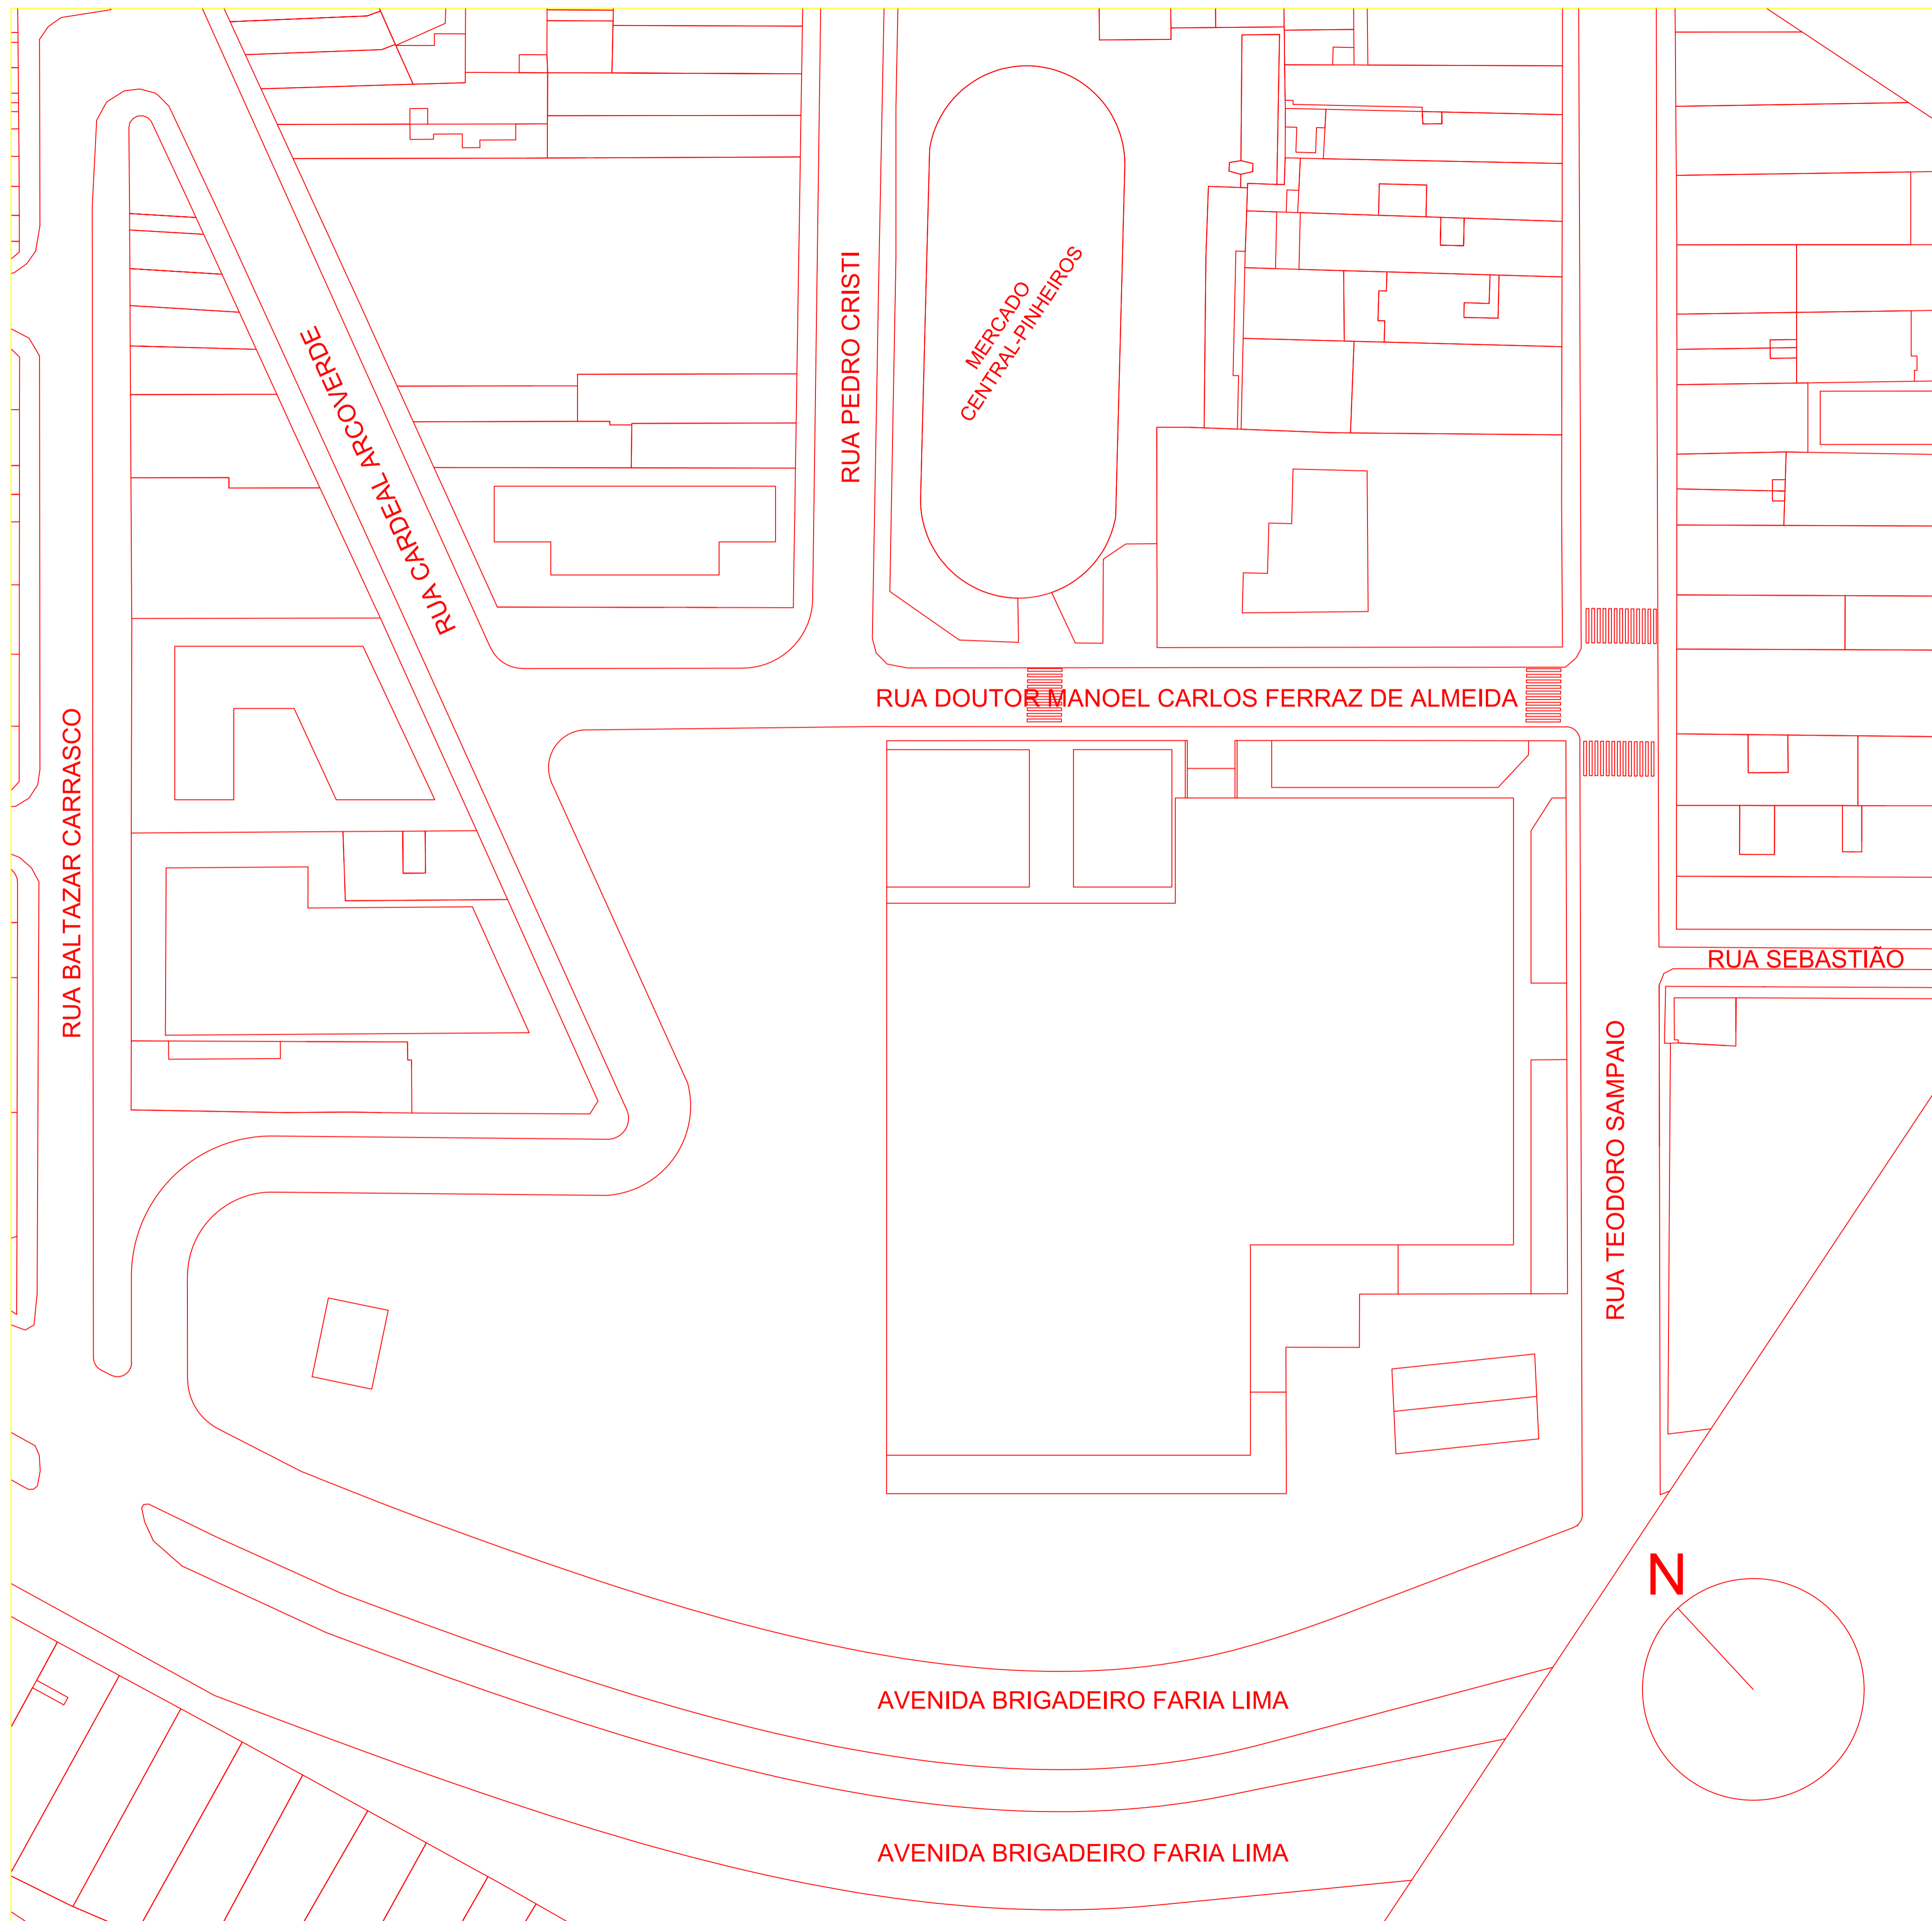 RUA CARDEAL ARCOVERDE
RUA PEDRO CRISTI
MERCADO
CENTRAL-PINHEIROS
RUA DOUTOR MANOEL CARLOS FERRAZ DE ALMEIDA
RUA BALTAZAR CARRASCO
RUA SEBASTIÃO
RUA TEODORO SAMPAIO
N
AVENIDA BRIGADEIRO FARIA LIMA
AVENIDA BRIGADEIRO FARIA LIMA